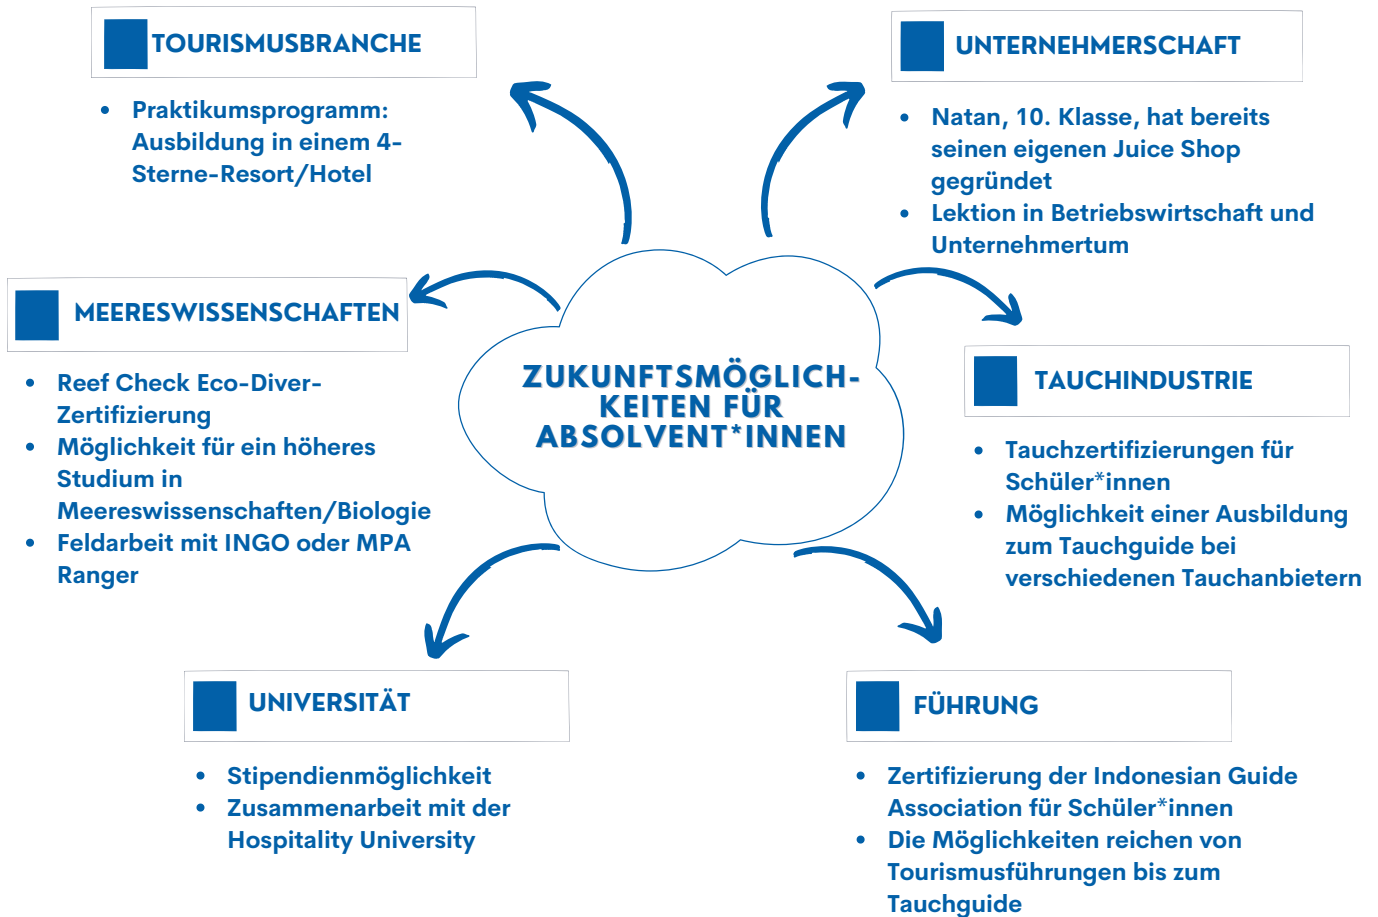 TOURISMUSBRANCHE
• Praktikumsprogramm:
Ausbildung in einem 4-
Sterne-Resort/Hotel
UNTERNEHMERSCHAFT
• Natan, 10. Klasse, hat bereits
seinen eigenen Juice Shop
gegründet
• Lektion in Betriebswirtschaft und
Unternehmertum
MEERESWISSENSCHAFTEN
• Reef Check Eco-Diver-
Zertifizierung
• Möglichkeit für ein höheres
Studium in
Meereswissenschaften/Biologie
• Feldarbeit mit INGO oder MPA
Ranger
ZUKUNFTSMÖGLICH-
KEITEN FÜR
ABSOLVENT*INNEN
TAUCHINDUSTRIE
• Tauchzertifizierungen für
Schüler*innen
• Möglichkeit einer Ausbildung
zum Tauchguide bei
verschiedenen Tauchanbietern
UNIVERSITÄT
• Stipendienmöglichkeit
• Zusammenarbeit mit der
Hospitality University
FÜHRUNG
• Zertifizierung der Indonesian Guide
Association für Schüler*innen
• Die Möglichkeiten reichen von
Tourismusführungen bis zum
Tauchguide